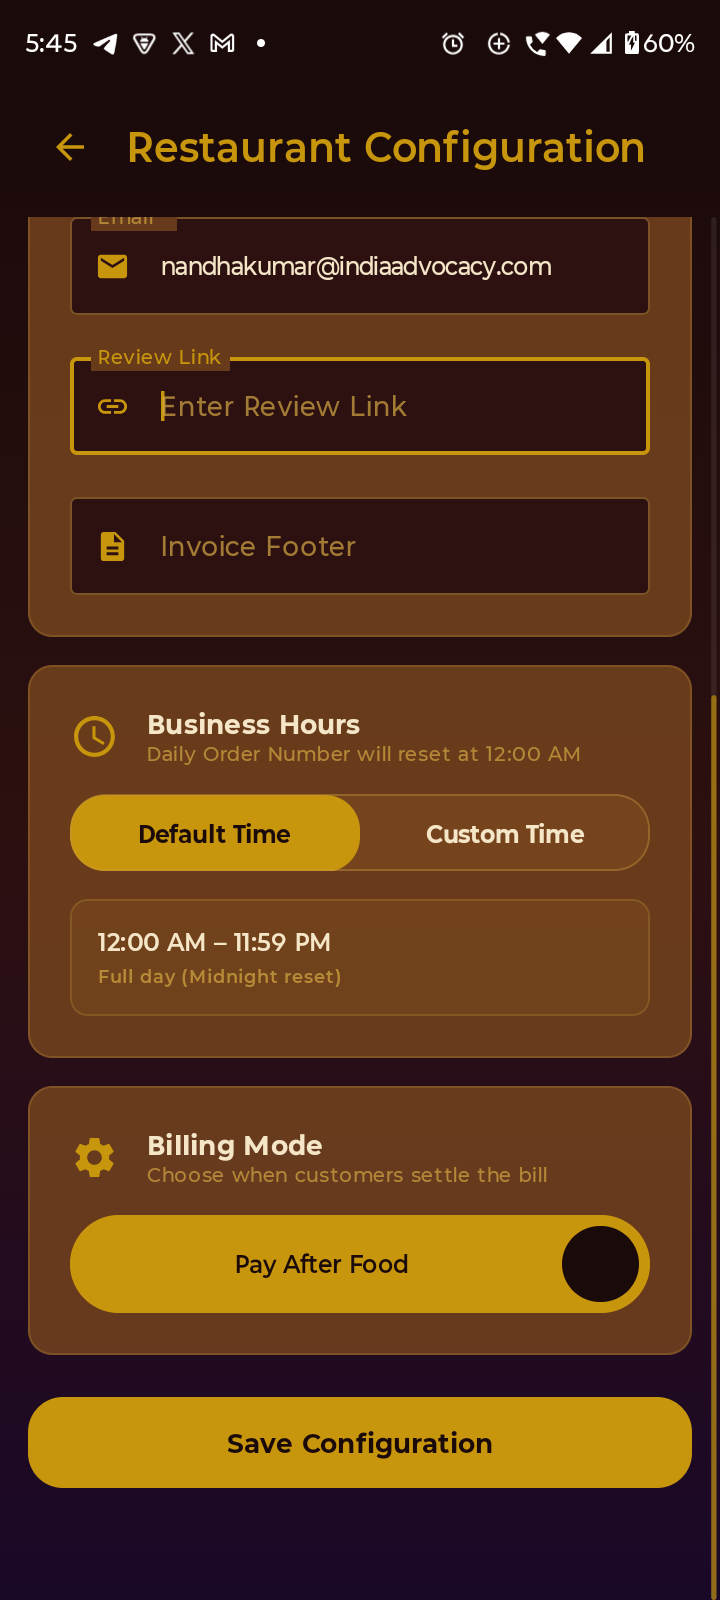 5:45
60%
Restaurant Configuration
Email
nandhakumar@indiaadvocacy.com
Review Link
Enter Review Link
Invoice Footer
Business Hours
Daily Order Number will reset at 12:00 AM
Default Time
Custom Time
12:00 AM – 11:59 PM
Full day (Midnight reset)
Billing Mode
Choose when customers settle the bill
Pay After Food
Save Configuration